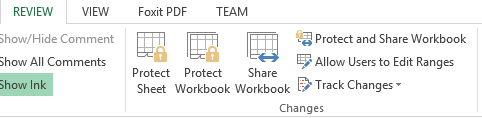 REVIEW VIEW Foxit PDF TEAM
Show/Hide Comment
Show All Comments
Show Ink
Protect Sheet
Protect Workbook
Share Workbook
Protect and Share Workbook
Allow Users to Edit Ranges
Track Changes
Changes